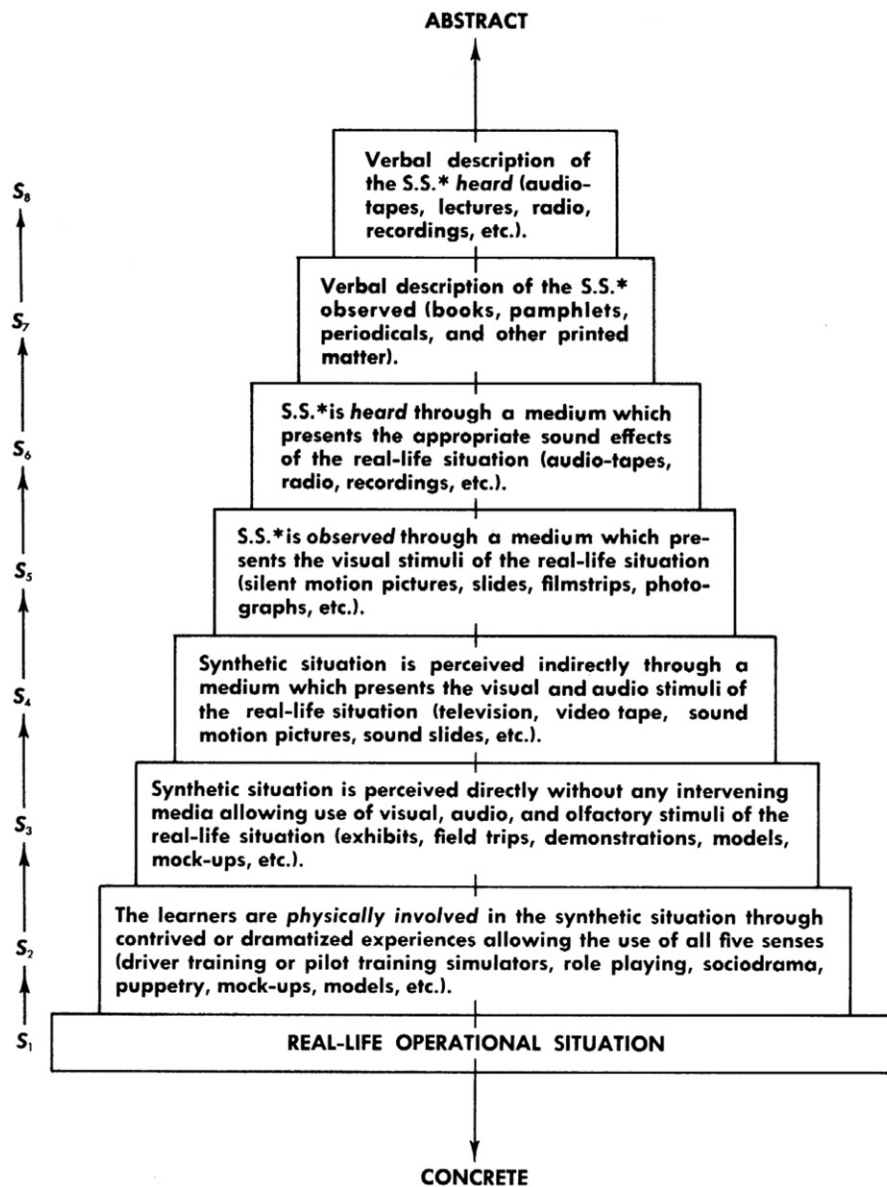 ABSTRACT
S₈
Verbal description of
the S.S.* heard (audio-
tapes, lectures, radio,
recordings, etc.).
S₇
Verbal description of the S.S.*
observed (books, pamphlets,
periodicals, and other printed
matter).
S₆
S.S.*is heard through a medium which
presents the appropriate sound effects
of the real-life situation (audio-tapes,
radio, recordings, etc.).
S₅
S.S.*is observed through a medium which pre-
sents the visual stimuli of the real-life situation
(silent motion pictures, slides, filmstrips, photo-
graphs, etc.).
S₄
Synthetic situation is perceived indirectly through a
medium which presents the visual and audio stimuli of
the real-life situation (television, video tape, sound
motion pictures, sound slides, etc.).
S₃
Synthetic situation is perceived directly without any intervening
media allowing use of visual, audio, and olfactory stimuli of the
real-life situation (exhibits, field trips, demonstrations, models,
mock-ups, etc.).
S₂
The learners are physically involved in the synthetic situation through
contrived or dramatized experiences allowing the use of all five senses
(driver training or pilot training simulators, role playing, sociodrama,
puppetry, mock-ups, models, etc.).
S₁
REAL-LIFE OPERATIONAL SITUATION
CONCRETE